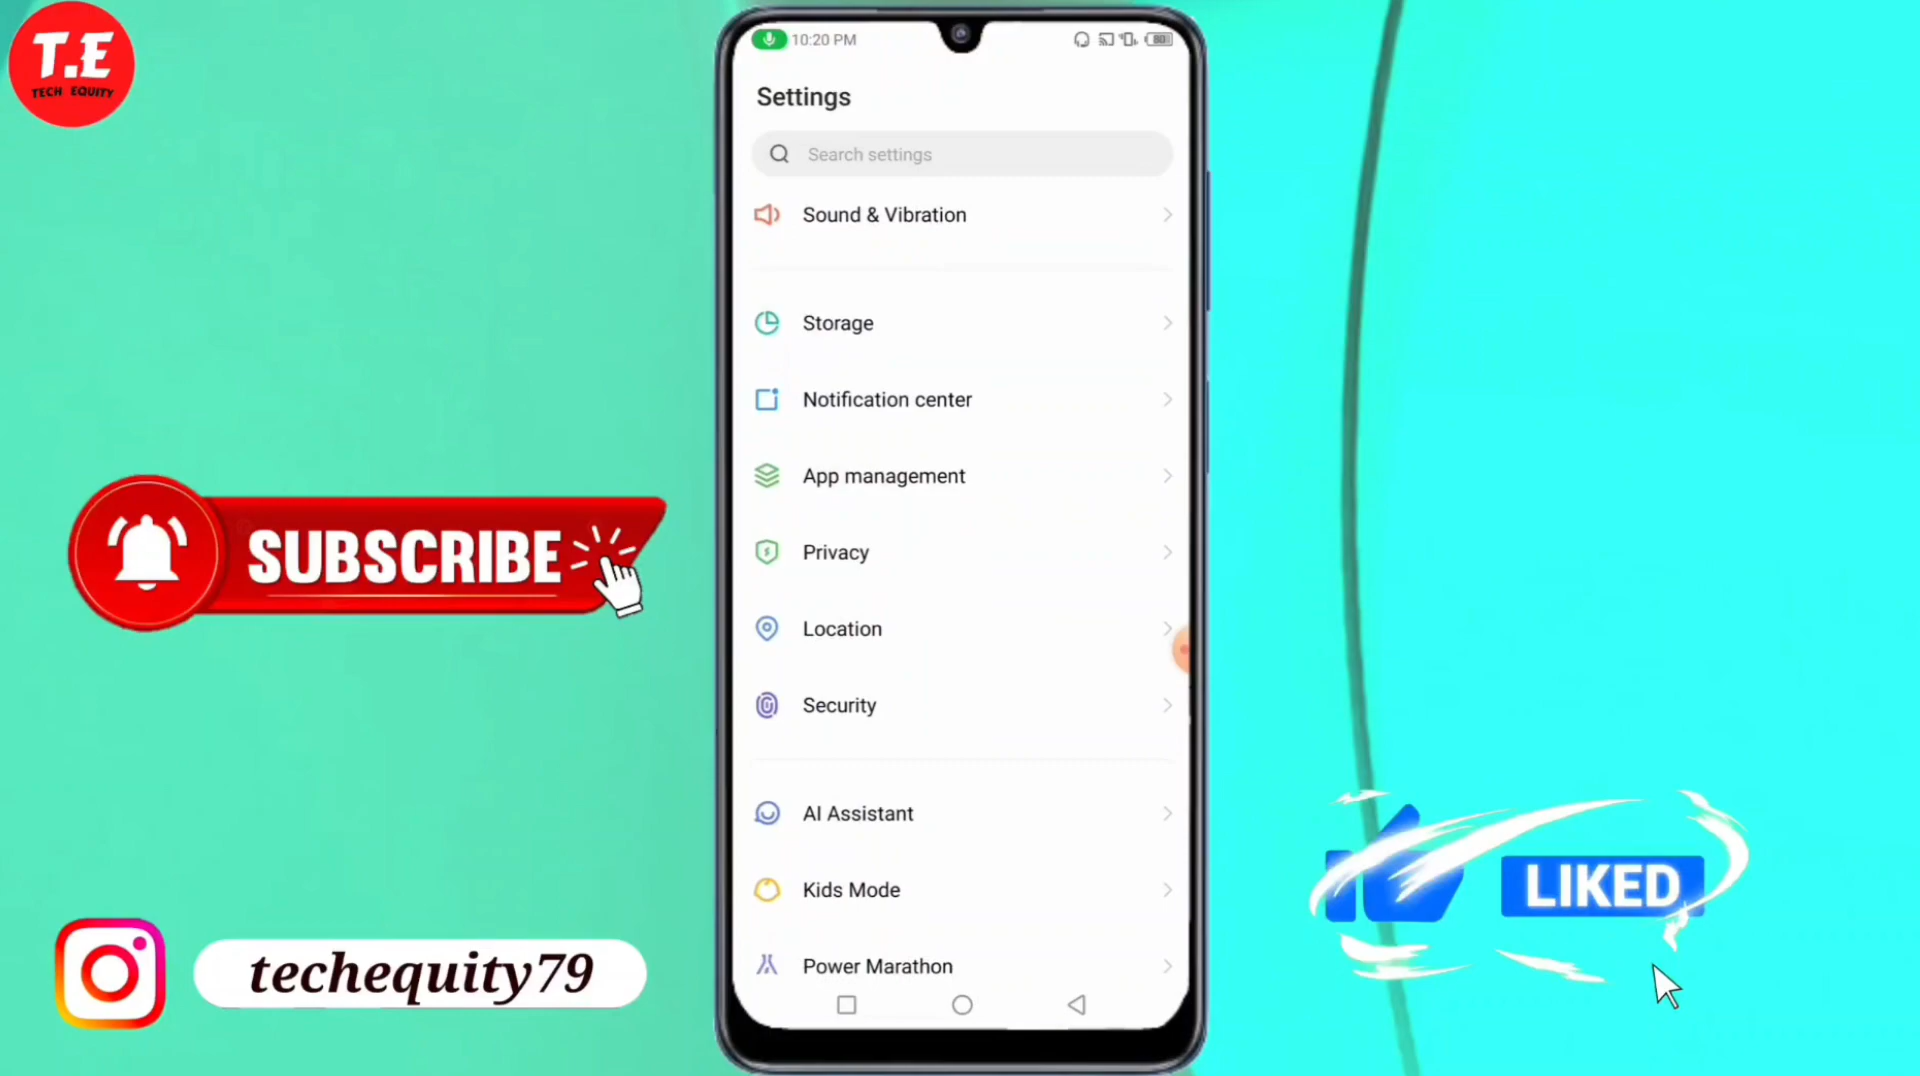 T.E
TECH EQUITY
10:20 PM
80
Settings
Search settings
Sound & Vibration
Storage
Notification center
App management
Privacy
Location
Security
AI Assistant
Kids Mode
Power Marathon
SUBSCRIBE
techequity79
LIKED